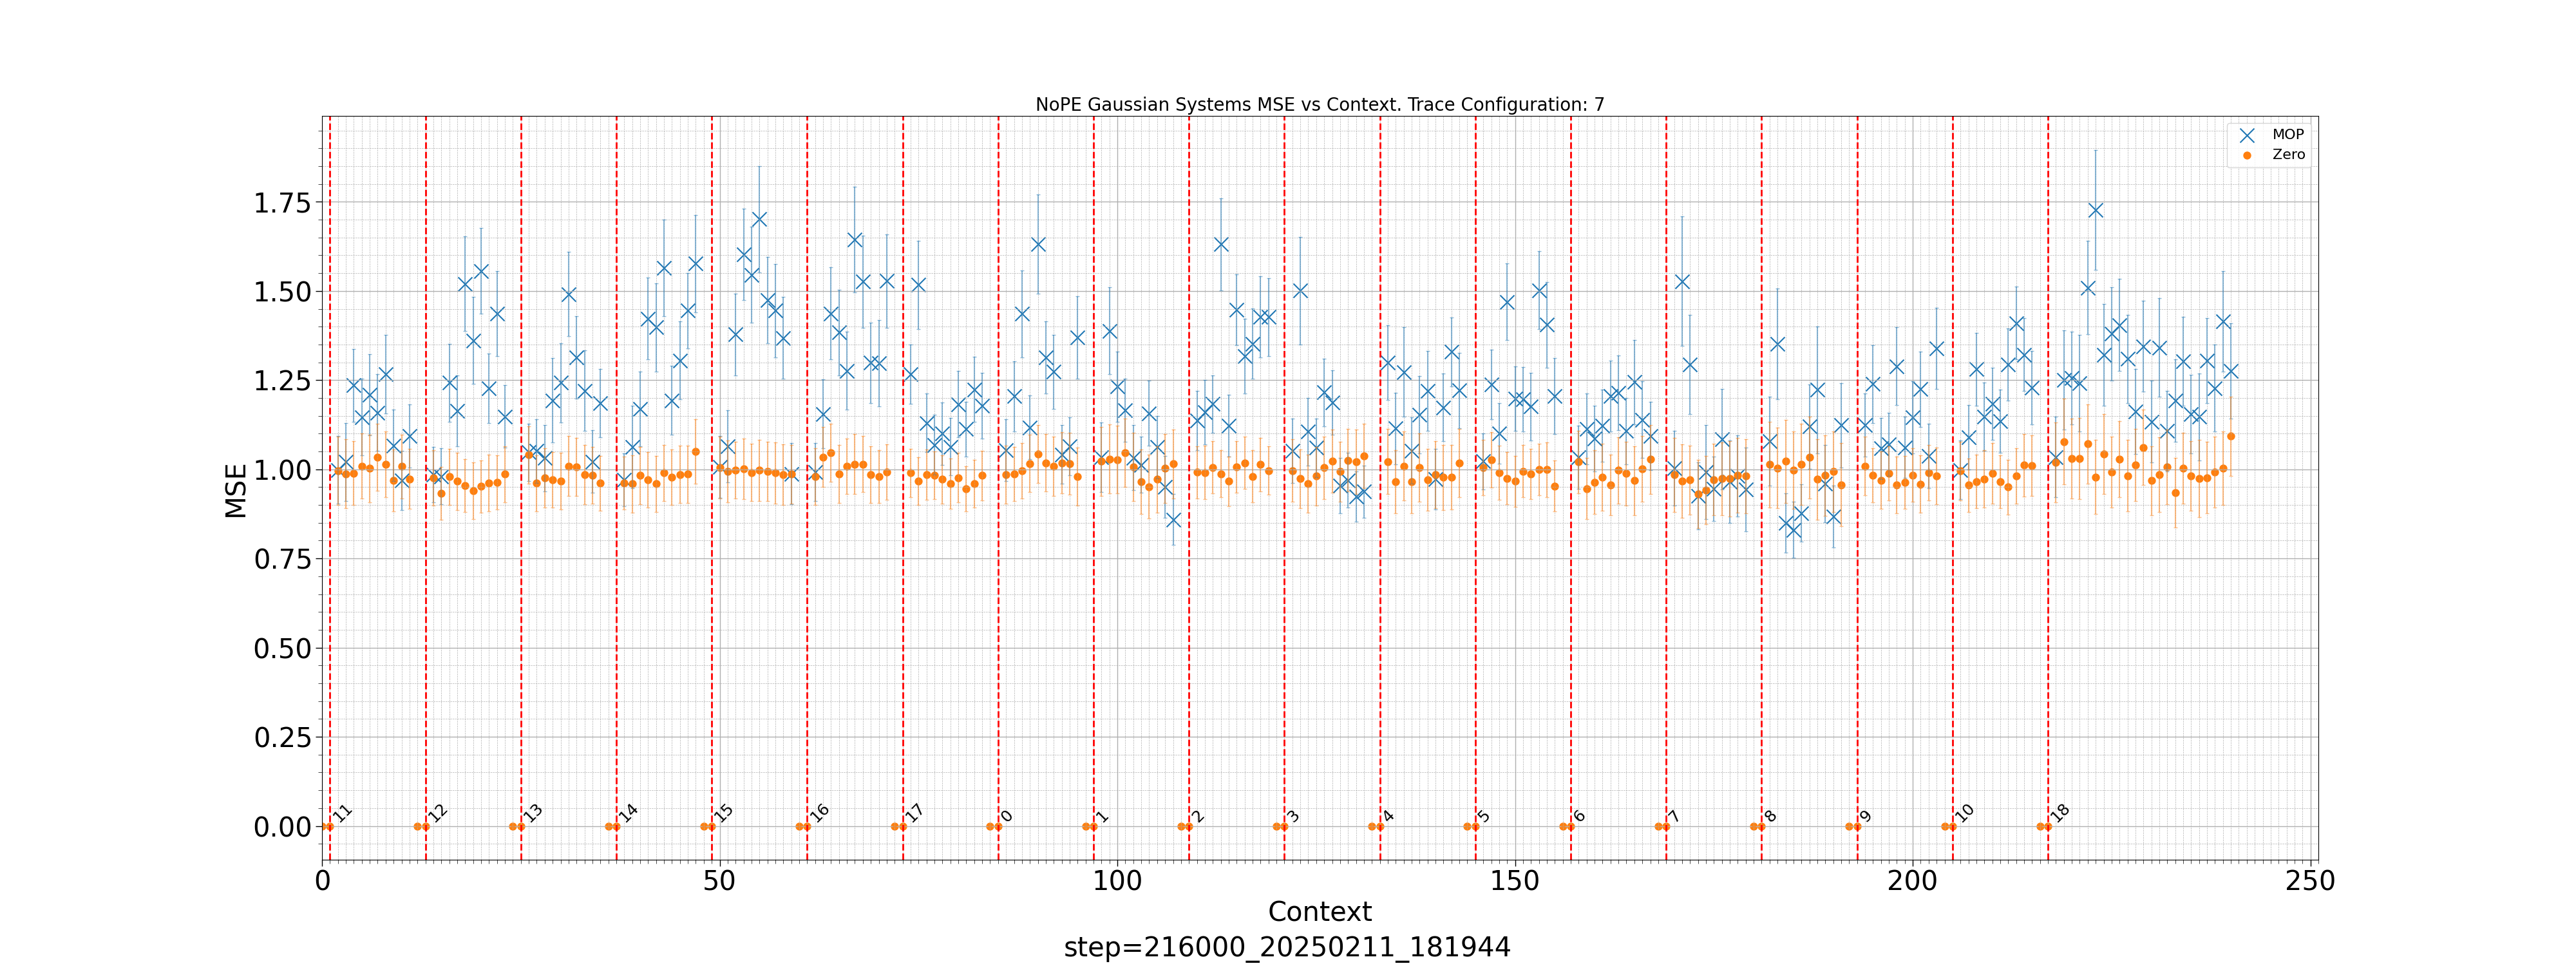 NoPE Gaussian Systems MSE vs Context. Trace Configuration: 7
MOP
Zero
MSE
1.75
1.50
1.25
1.00
0.75
0.50
0.25
0.00
11 12 13 14 15 16 17 0 1 2 3 4 5 6 7 8 9 10 18
0 50 100 150 200 250
Context
step=216000_20250211_181944